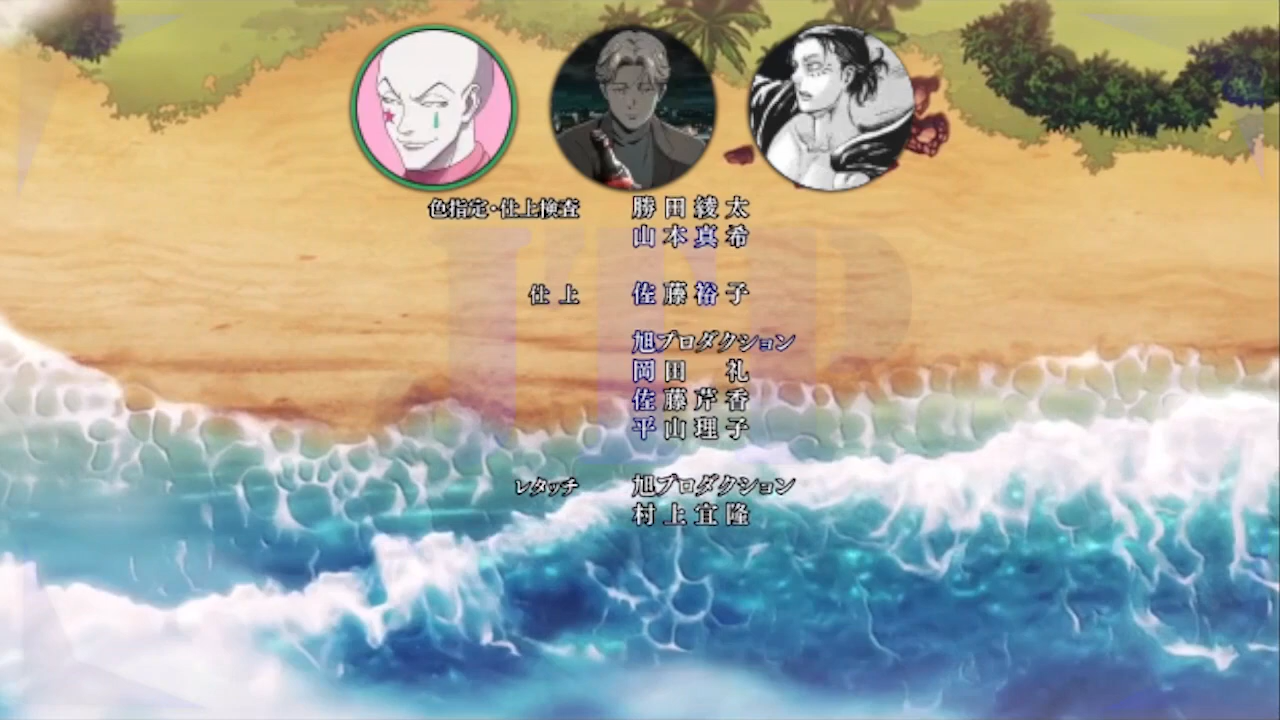 色指定・仕上検査 勝田綾太
山本真希
仕上 佐藤裕子
旭プロダクション
岡田 礼
佐藤芹香
平山理子
レタッチ 旭プロダクション
村上宜隆